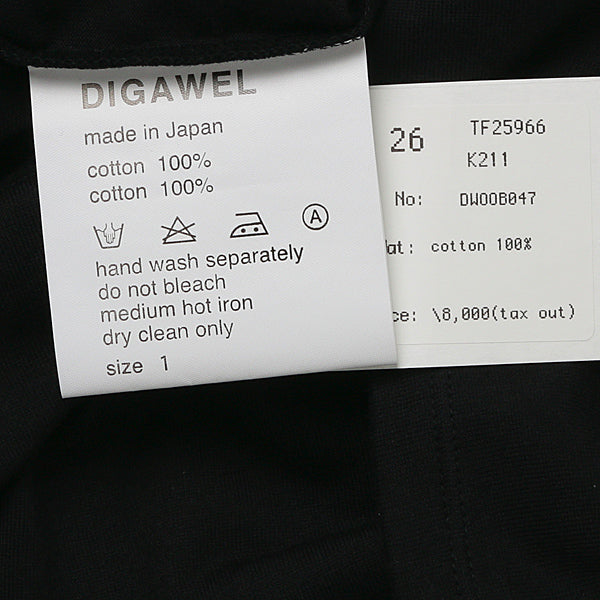 DIGAWEL
made in Japan
cotton 100%
cotton 100%
A
hand wash separately
do not bleach
medium hot iron
dry clean only
size 1
26 TF25966
K211
No: DWOOB047
at: cotton 100%
ce: \8,000(tax out)